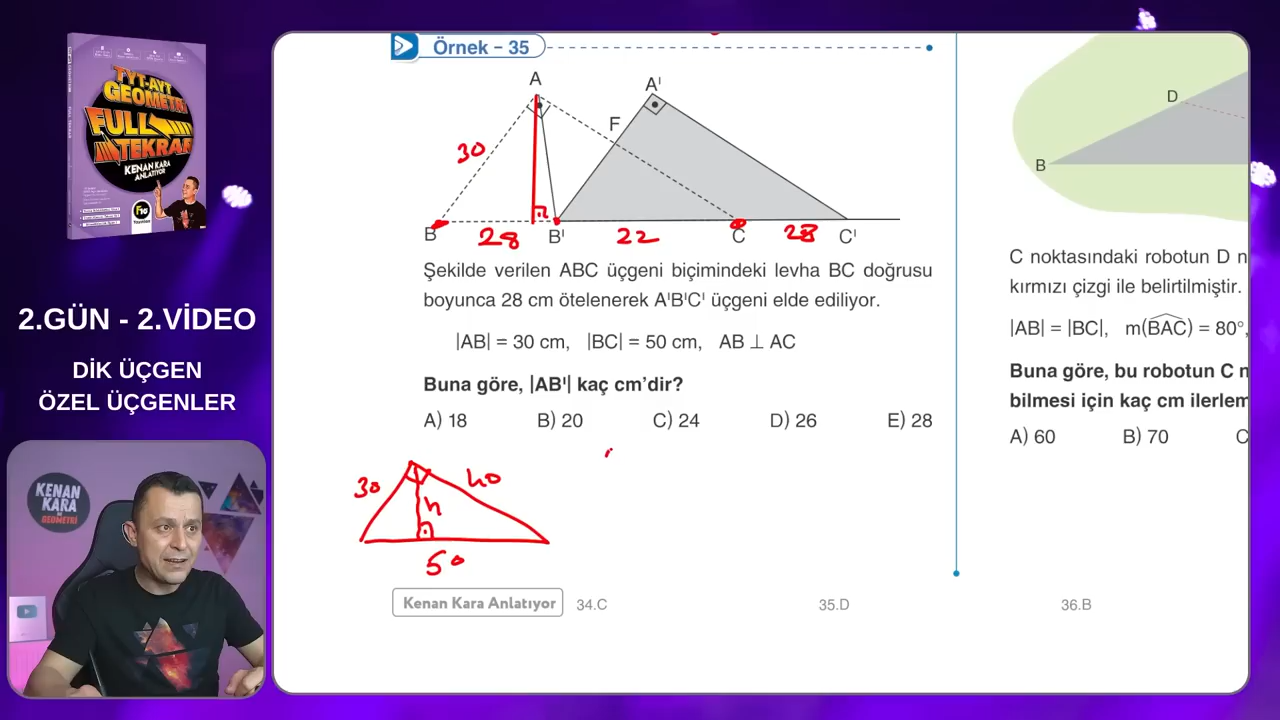 TYT-AYT
GEOMETRİ
FULL
TEKRAR
KENAN KARA
ANLATIYOR
2.GÜN - 2.VİDEO
DİK ÜÇGEN
ÖZEL ÜÇGENLER
KENAN
KARA
GEOMETRİ
Örnek – 35
A
A'
F
30
B
28
B'
22
C
28
C'
Şekilde verilen ABC üçgeni biçimindeki levha BC doğrusu
boyunca 28 cm ötelenerek A'B'C' üçgeni elde ediliyor.
|AB| = 30 cm, |BC| = 50 cm, AB ⊥ AC
Buna göre, |AB'| kaç cm'dir?
A) 18 B) 20 C) 24 D) 26 E) 28
30
40
h
50
Kenan Kara Anlatıyor
34.C 35.D 36.B
D
B
C noktasındaki robotun D n
kırmızı çizgi ile belirtilmiştir.
|AB| = |BC|, m(BAC) = 80°,
Buna göre, bu robotun C n
bilmesi için kaç cm ilerlem
A) 60 B) 70 C